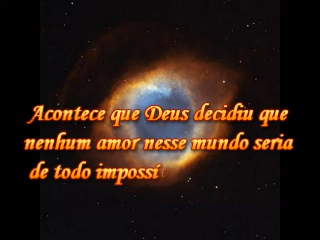 Acontece que Deus decidiu que
nenhum amor nesse mundo seria
de todo impossí